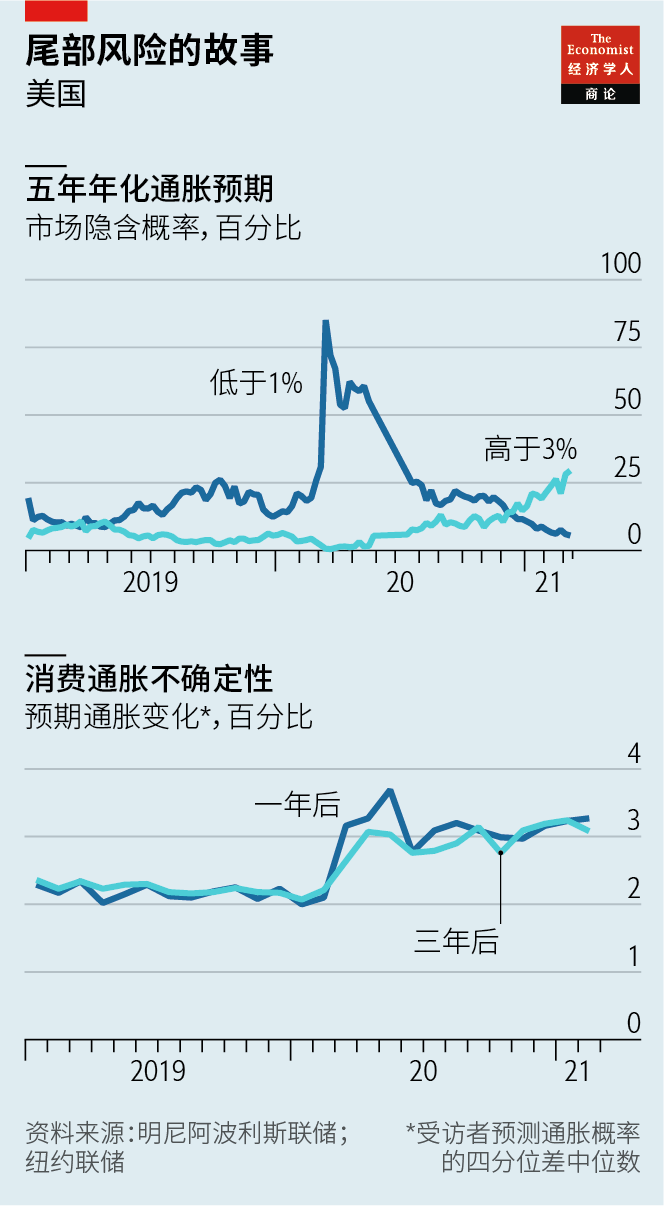 尾部风险的故事
美国
The
Economist
经济学人
商论
五年年化通胀预期
市场隐含概率，百分比
100
75
低于1%
50
高于3%
25
0
2019
20
21
消费通胀不确定性
预期通胀变化*，百分比
4
一年后
3
2
三年后
1
0
2019
20
21
资料来源：明尼阿波利斯联储；
纽约联储
*受访者预测通胀概率
的四分位差中位数